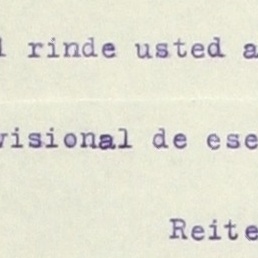 l rinde usted a
visional de ese
Reite